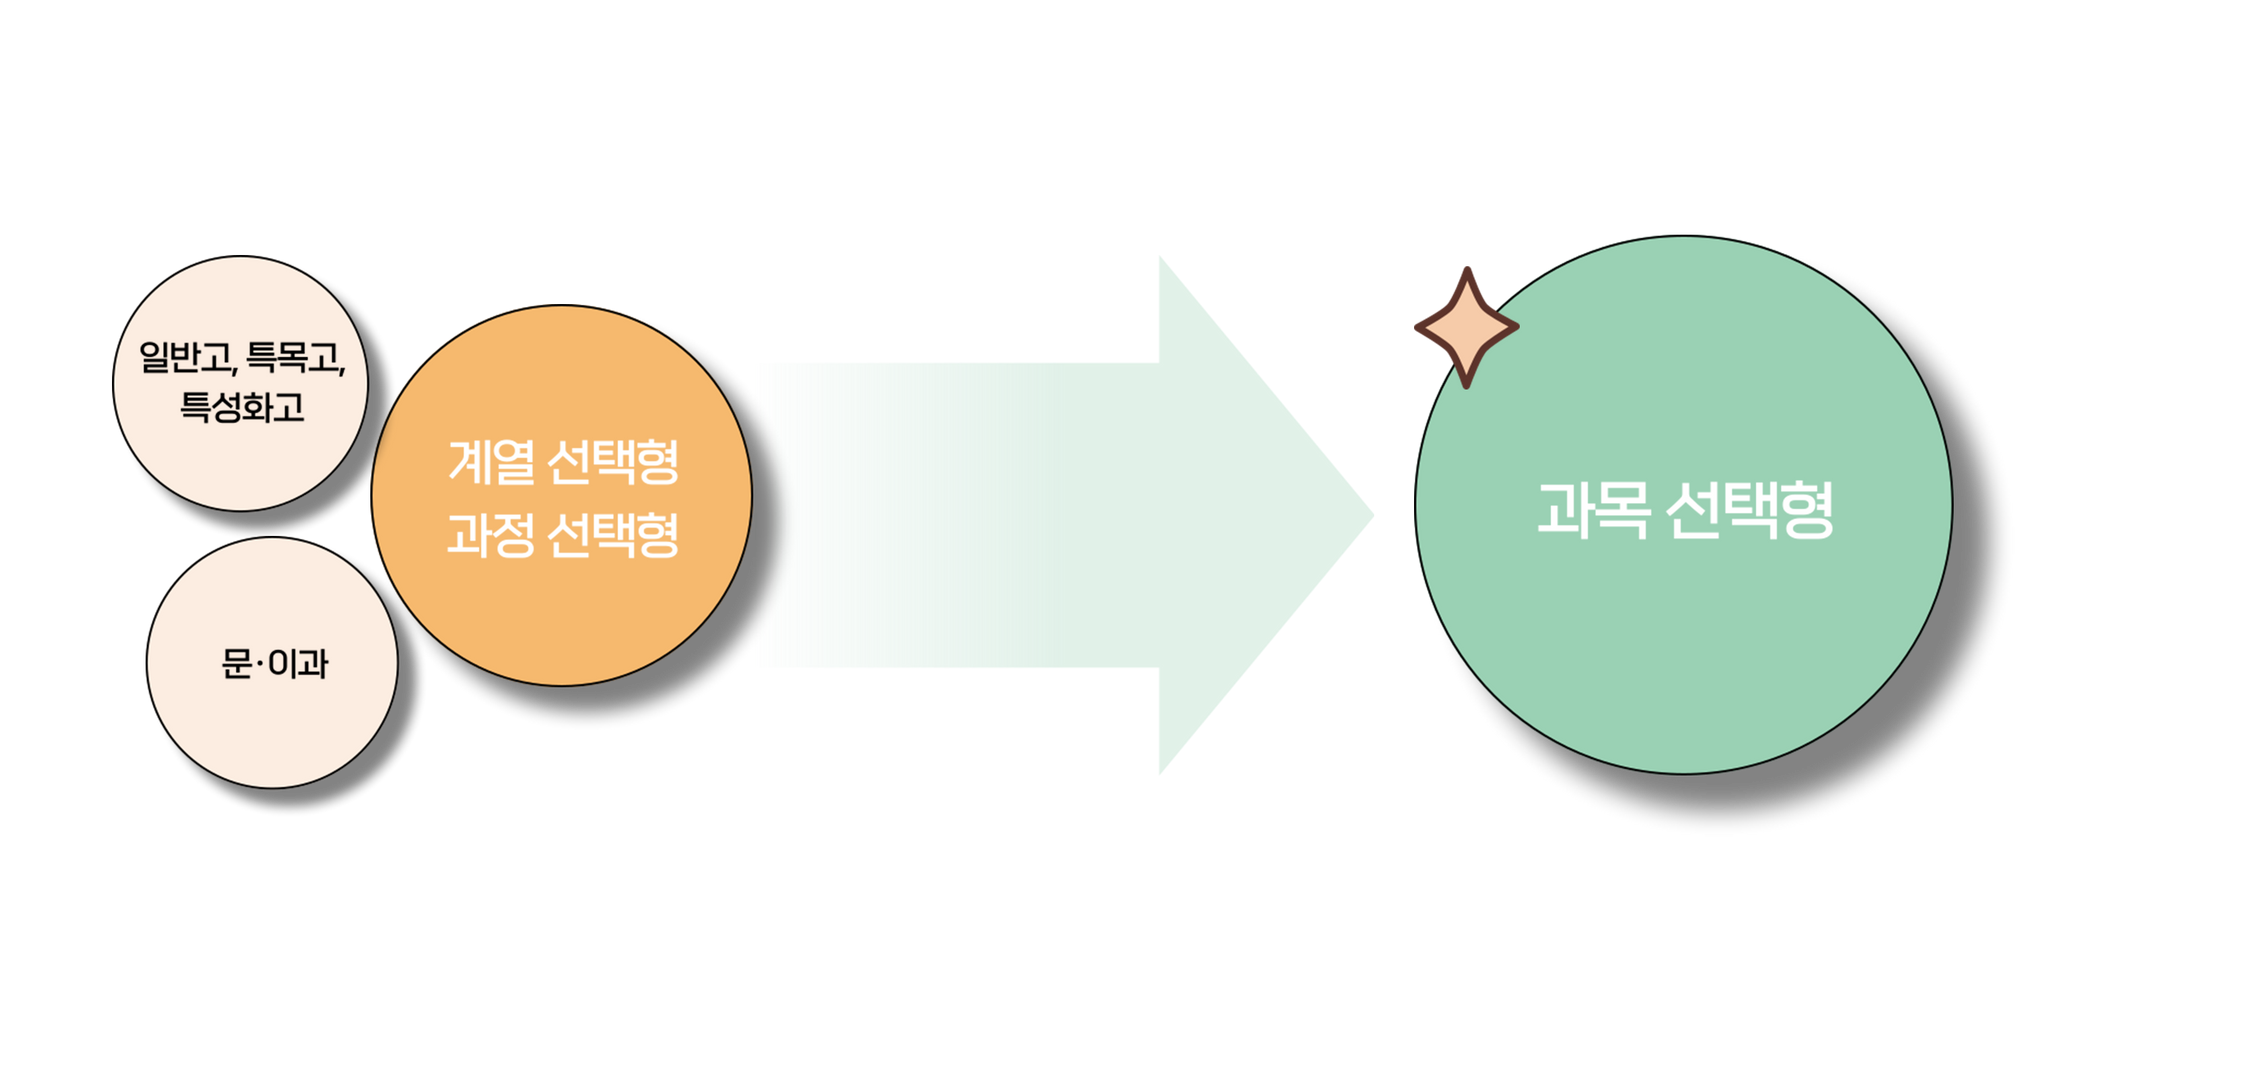 일반고, 특목고,
특성화고
문·이과
계열 선택형
과정 선택형
과목 선택형